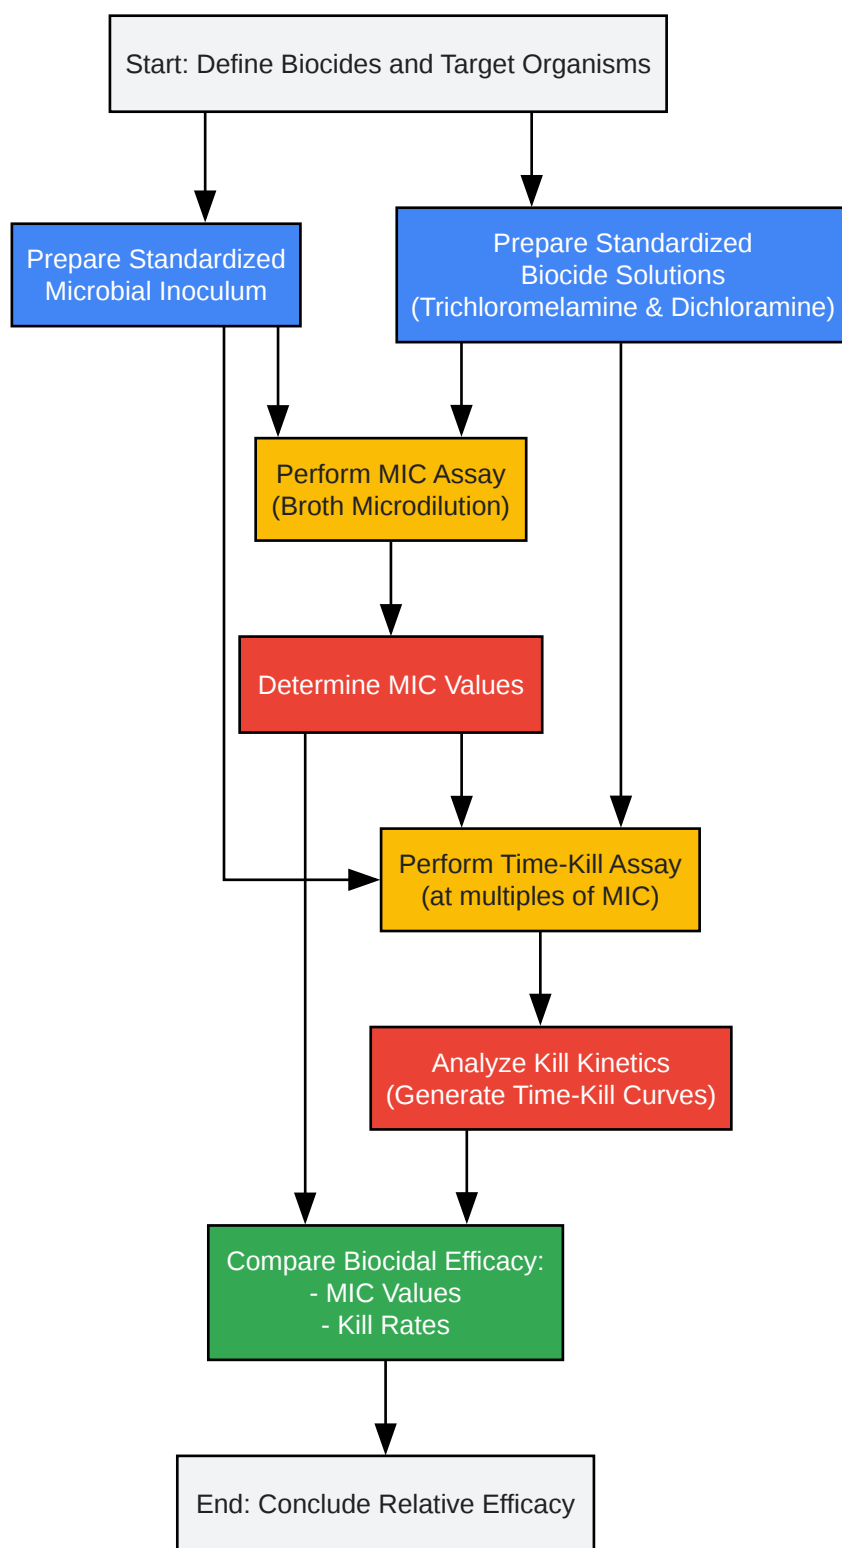 Start: Define Biocides and Target Organisms
Prepare Standardized
Microbial Inoculum
Prepare Standardized
Biocide Solutions
(Trichloromelamine & Dichloramine)
Perform MIC Assay
(Broth Microdilution)
Determine MIC Values
Perform Time-Kill Assay
(at multiples of MIC)
Analyze Kill Kinetics
(Generate Time-Kill Curves)
Compare Biocidal Efficacy:
- MIC Values
- Kill Rates
End: Conclude Relative Efficacy